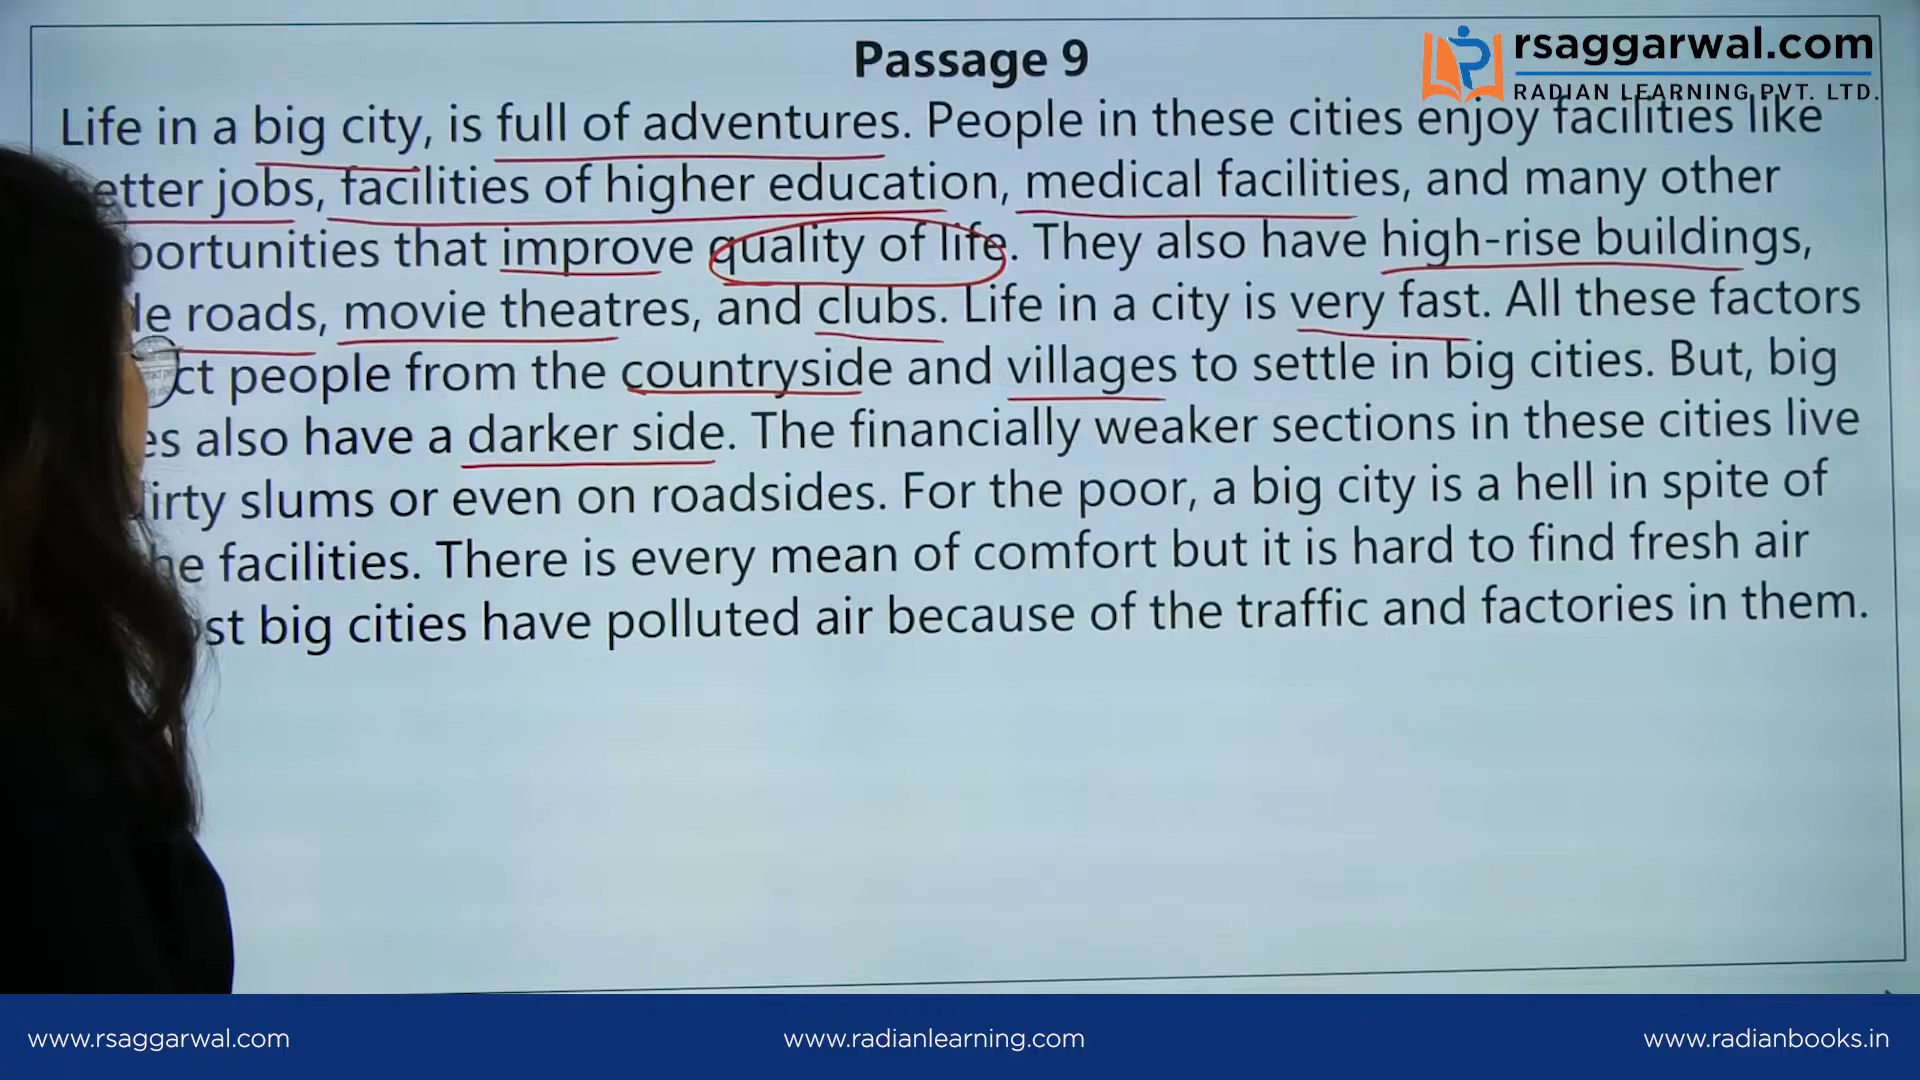 Passage 9
rsaggarwal.com
RADIAN LEARNING PVT. LTD.
Life in a big city, is full of adventures. People in these cities enjoy facilities like
etter jobs, facilities of higher education, medical facilities, and many other
portunities that improve quality of life. They also have high-rise buildings,
de roads, movie theatres, and clubs. Life in a city is very fast. All these factors
ct people from the countryside and villages to settle in big cities. But, big
es also have a darker side. The financially weaker sections in these cities live
irty slums or even on roadsides. For the poor, a big city is a hell in spite of
he facilities. There is every mean of comfort but it is hard to find fresh air
st big cities have polluted air because of the traffic and factories in them.
www.rsaggarwal.com
www.radianlearning.com
www.radianbooks.in